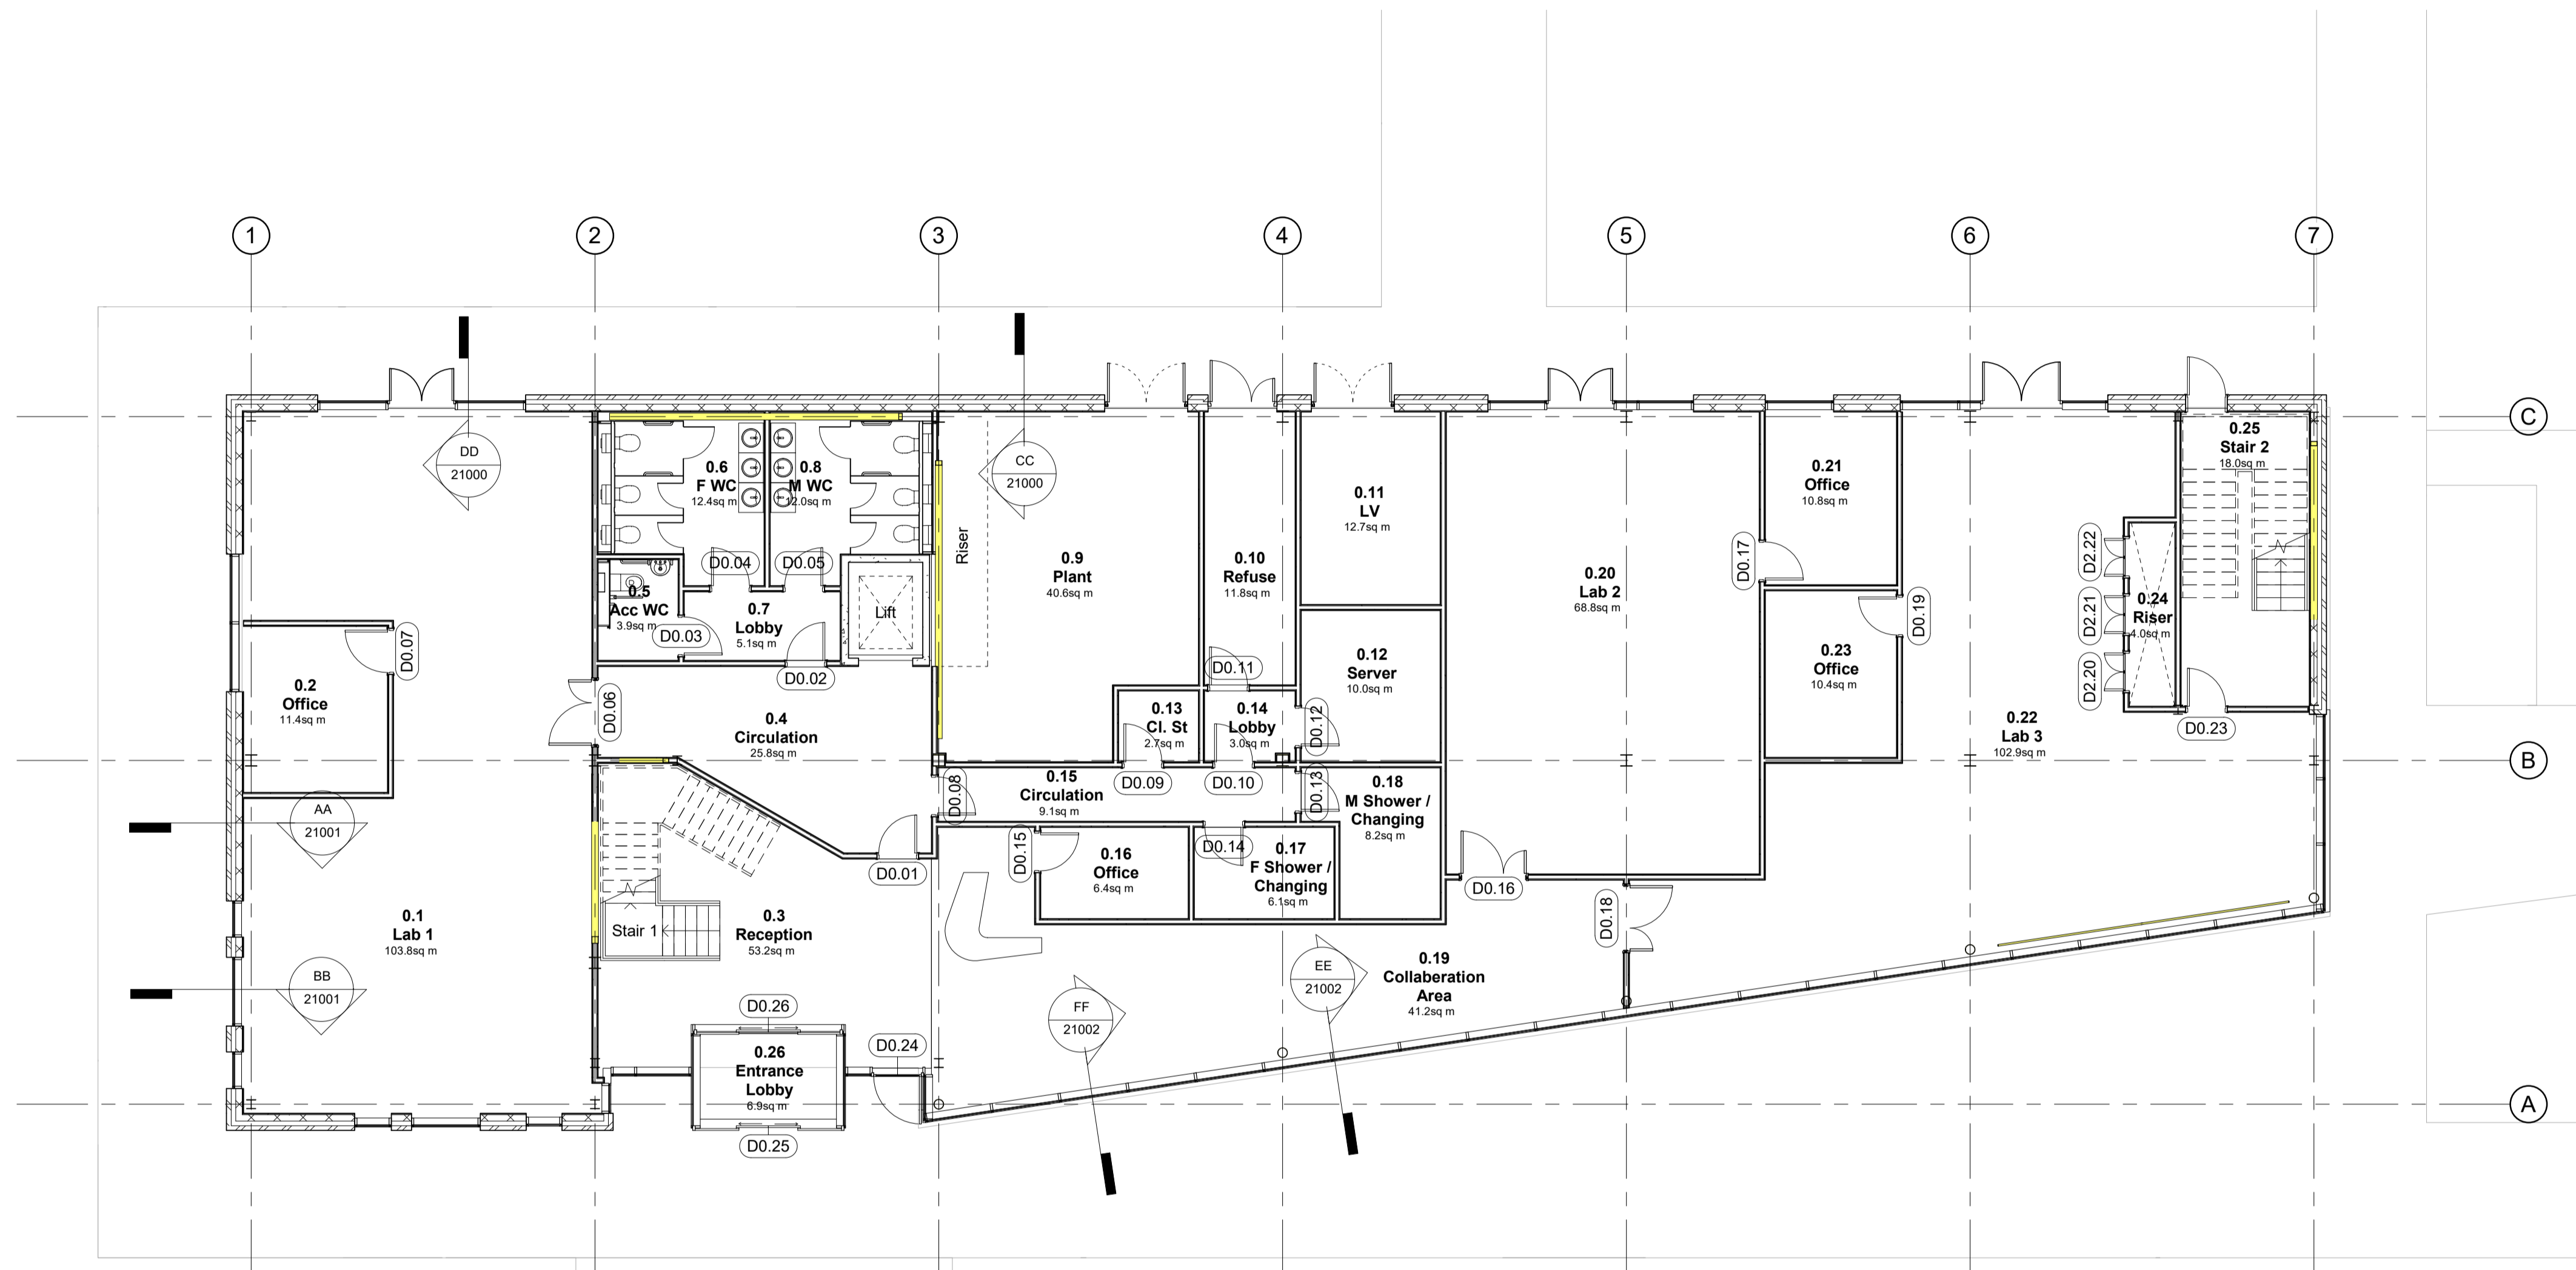 1
2
3
4
5
6
7
C
B
A
DD
21000
CC
21000
AA
21001
BB
21001
FF
21002
EE
21002
0.1
Lab 1
103.8sq m
0.2
Office
11.4sq m
D0.07
D0.06
0.6
F WC
12.4sq m
0.8
M WC
12.0sq m
D0.04
D0.05
0.5
Acc WC
3.9sq m
D0.03
0.7
Lobby
5.1sq m
D0.02
Lift
0.4
Circulation
25.8sq m
Stair 1
0.3
Reception
53.2sq m
D0.01
D0.26
0.26
Entrance
Lobby
6.9sq m
D0.25
D0.24
Riser
0.9
Plant
40.6sq m
0.10
Refuse
11.8sq m
D0.11
0.11
LV
12.7sq m
0.12
Server
10.0sq m
0.13
Cl. St
2.7sq m
0.14
Lobby
3.0sq m
D0.12
D0.08
0.15
Circulation
9.1sq m
D0.09
D0.10
D0.13
0.18
M Shower /
Changing
8.2sq m
D0.15
0.16
Office
6.4sq m
D0.14
0.17
F Shower /
Changing
6.1sq m
0.19
Collaberation
Area
41.2sq m
0.20
Lab 2
68.8sq m
D0.16
D0.18
D0.17
0.21
Office
10.8sq m
0.23
Office
10.4sq m
D0.19
0.22
Lab 3
102.9sq m
D2.22
D2.21
D2.20
0.24
Riser
4.0sq m
0.25
Stair 2
18.0sq m
D0.23